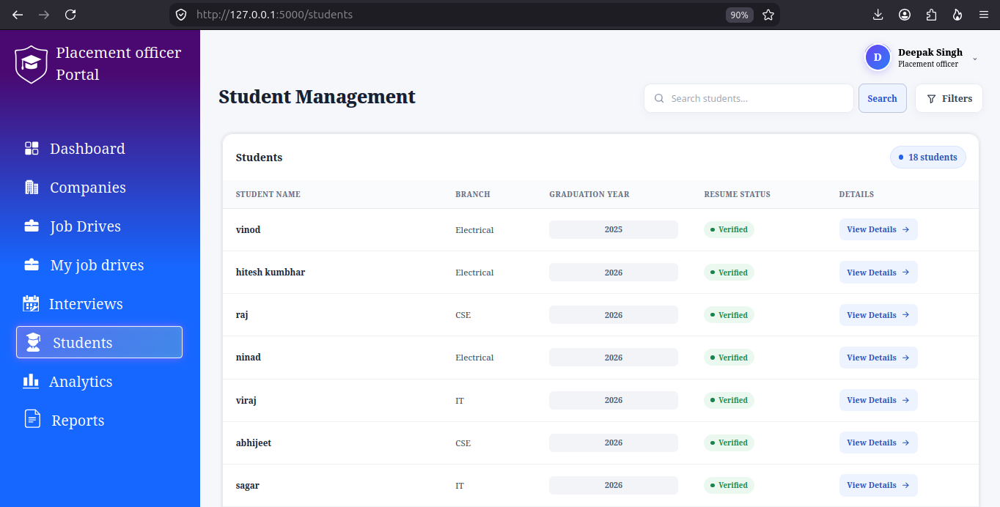 http://127.0.0.1:5000/students 90%
Placement officer
Portal
Dashboard
Companies
Job Drives
My job drives
Interviews
Students
Analytics
Reports
D Deepak Singh
Placement officer
Student Management
Search students...
Search
Filters
Students
18 students
STUDENT NAME BRANCH GRADUATION YEAR RESUME STATUS DETAILS
vinod Electrical 2025 Verified View Details →
hitesh kumbhar Electrical 2026 Verified View Details →
raj CSE 2026 Verified View Details →
ninad Electrical 2026 Verified View Details →
viraj IT 2026 Verified View Details →
abhijeet CSE 2026 Verified View Details →
sagar IT 2026 Verified View Details →